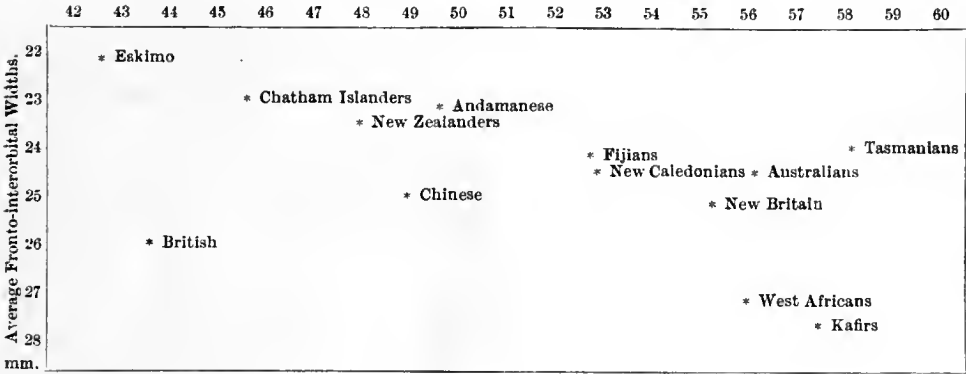 42 43 44 45 46 47 48 49 50 51 52 53 54 55 56 57 58 59 60
Average Fronto-interorbital Widths.
22
* Eskimo
23
* Chatham Islanders
* Andamanese
* New Zealanders
24
* Fijians
* Tasmanians
* New Caledonians
* Australians
25
* Chinese
* New Britain
26
* British
27
* West Africans
* Kafirs
28
mm.